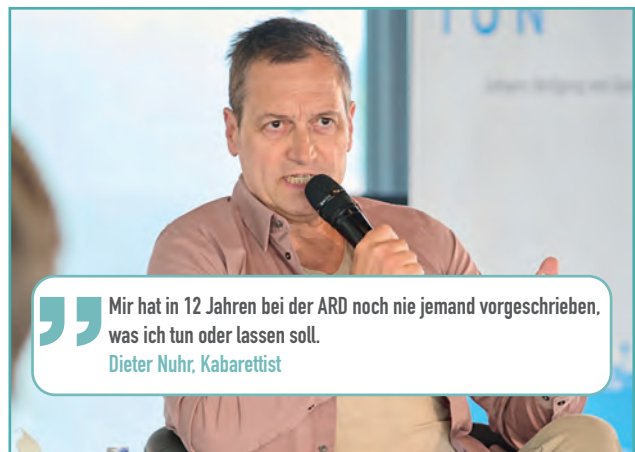 TUN
Mir hat in 12 Jahren bei der ARD noch nie jemand vorgeschrieben,
was ich tun oder lassen soll.
Dieter Nuhr, Kabarettist